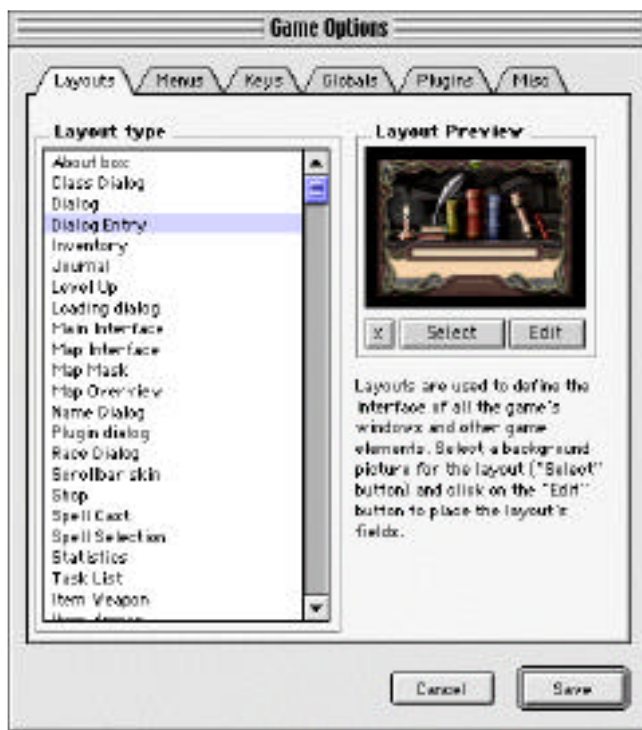 Game Options
Layouts Menus Keys Globals Plugins Misc
Layout type
About box
Class Dialog
Dialog
Dialog Entry
Inventory
Journal
Level Up
Loading dialog
Main Interface
Map Interface
Map Mask
Map Overview
Name Dialog
Plugin dialog
Race Dialog
Scrollbar skin
Shop
Spell Cast
Spell Selection
Statistics
Task List
Item Weapon
Layout Preview
x Select Edit
Layouts are used to define the
interface of all the game's
windows and other game
elements. Select a background
picture for the layout ("Select"
button) and click on the "Edit"
button to place the layout's
fields.
Cancel Save